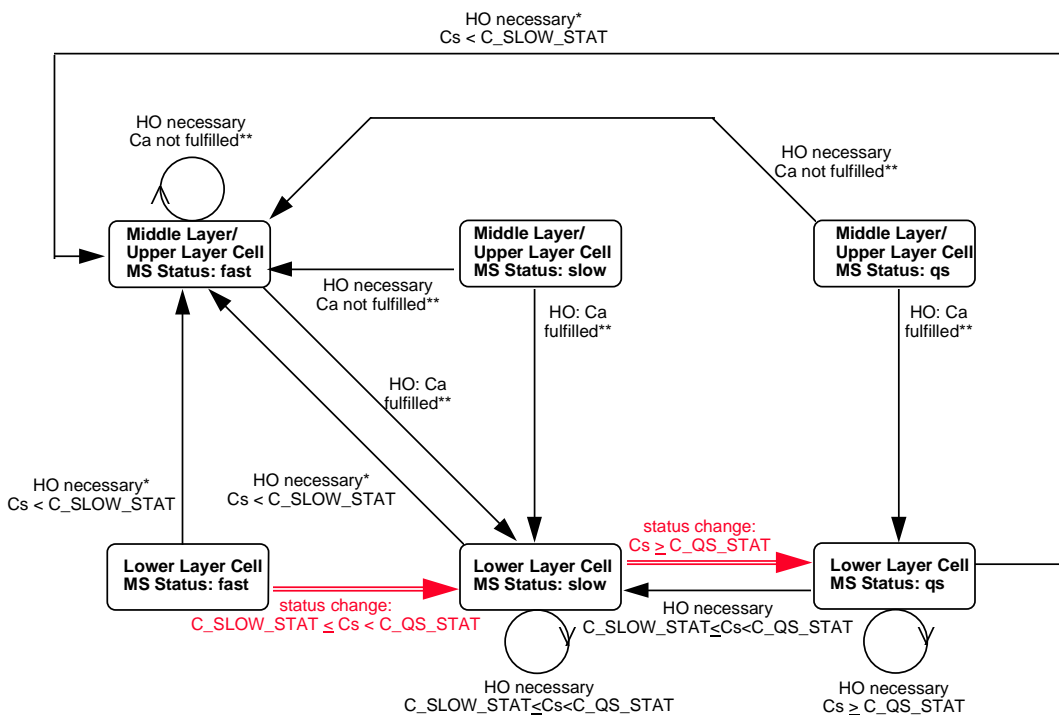 HO necessary*
Cs < C_SLOW_STAT
HO necessary
Ca not fulfilled**
HO necessary
Ca not fulfilled**
Middle Layer/
Upper Layer Cell
MS Status: fast
Middle Layer/
Upper Layer Cell
MS Status: slow
Middle Layer/
Upper Layer Cell
MS Status: qs
HO necessary
Ca not fulfilled**
HO: Ca
fulfilled**
HO: Ca
fulfilled**
HO: Ca
fulfilled**
HO necessary*
Cs < C_SLOW_STAT
HO necessary*
Cs < C_SLOW_STAT
status change:
Cs ≥ C_QS_STAT
Lower Layer Cell
MS Status: fast
Lower Layer Cell
MS Status: slow
Lower Layer Cell
MS Status: qs
status change:
C_SLOW_STAT ≤ Cs < C_QS_STAT
HO necessary
C_SLOW_STAT≤Cs<C_QS_STAT
HO necessary
C_SLOW_STAT≤Cs<C_QS_STAT
HO necessary
Cs ≥ C_QS_STAT